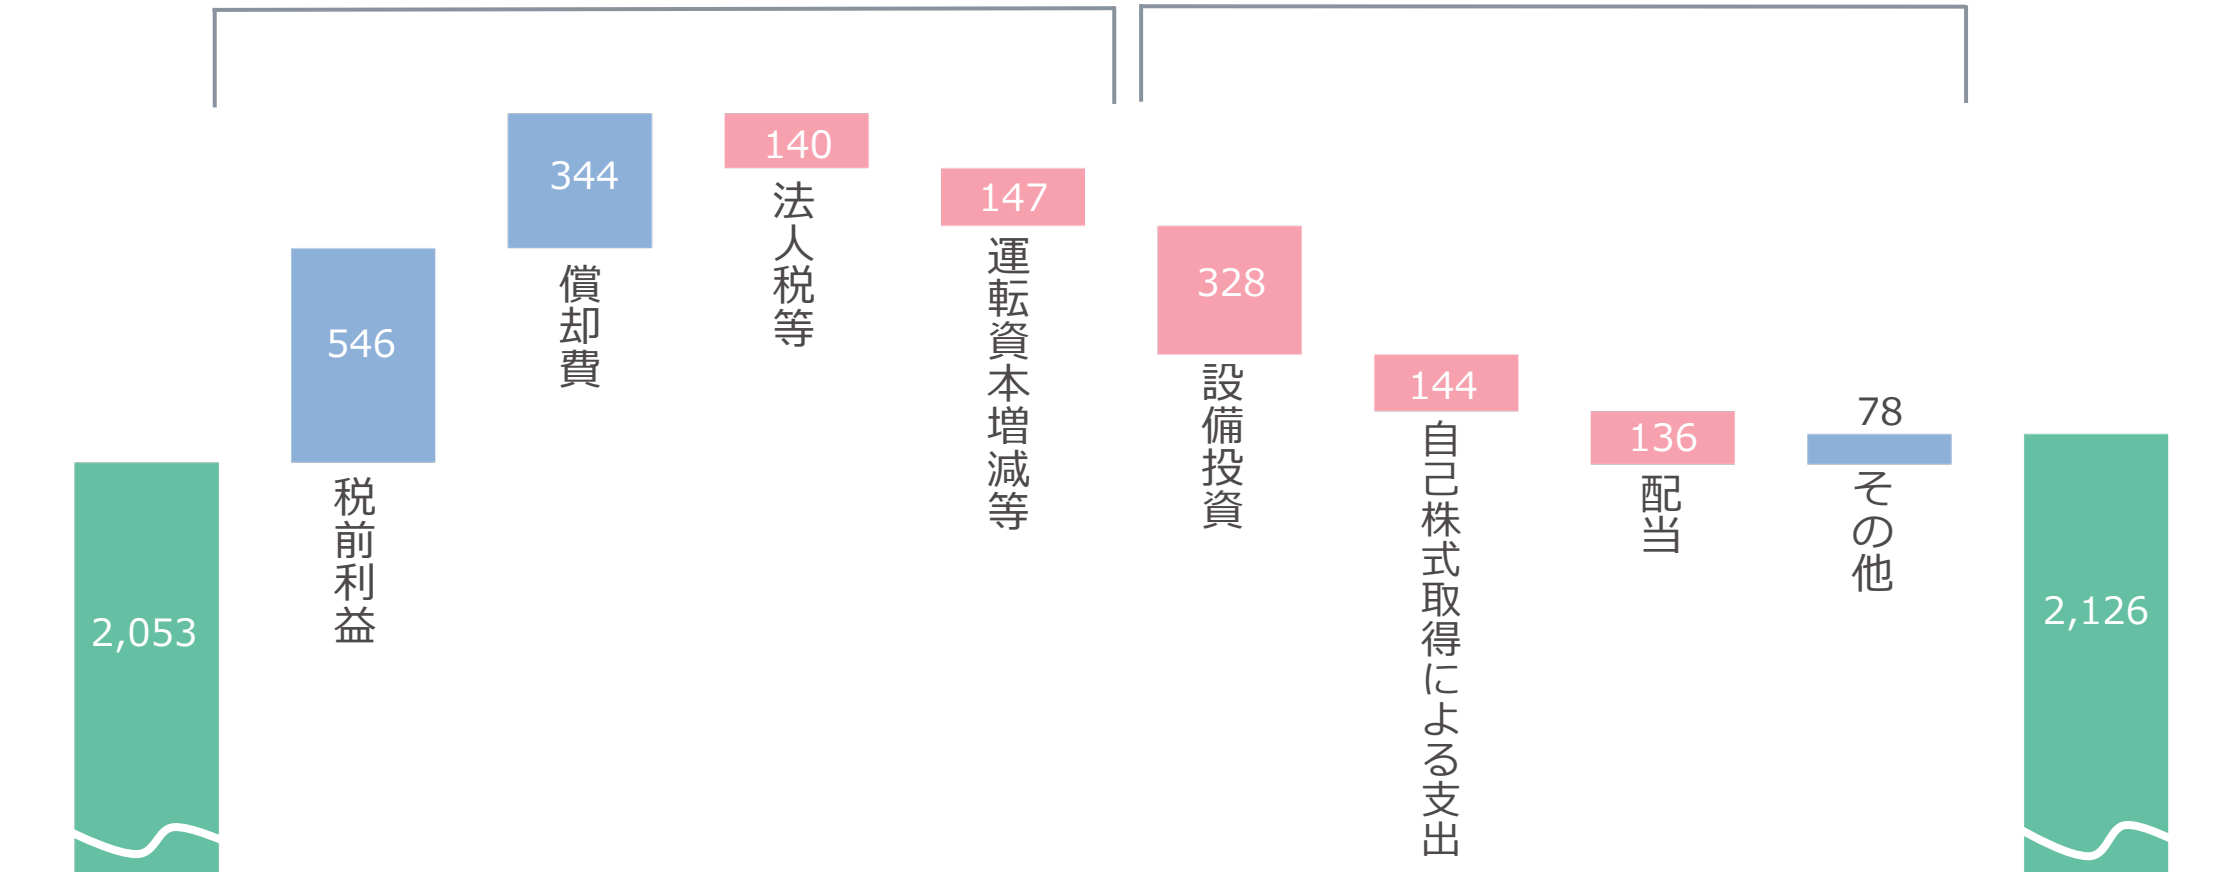 2,053
546
税前利益
344
償却費
140
法人税等
147
運転資本増減等
328
設備投資
144
自己株式取得による支出
136
配当
78
その他
2,126